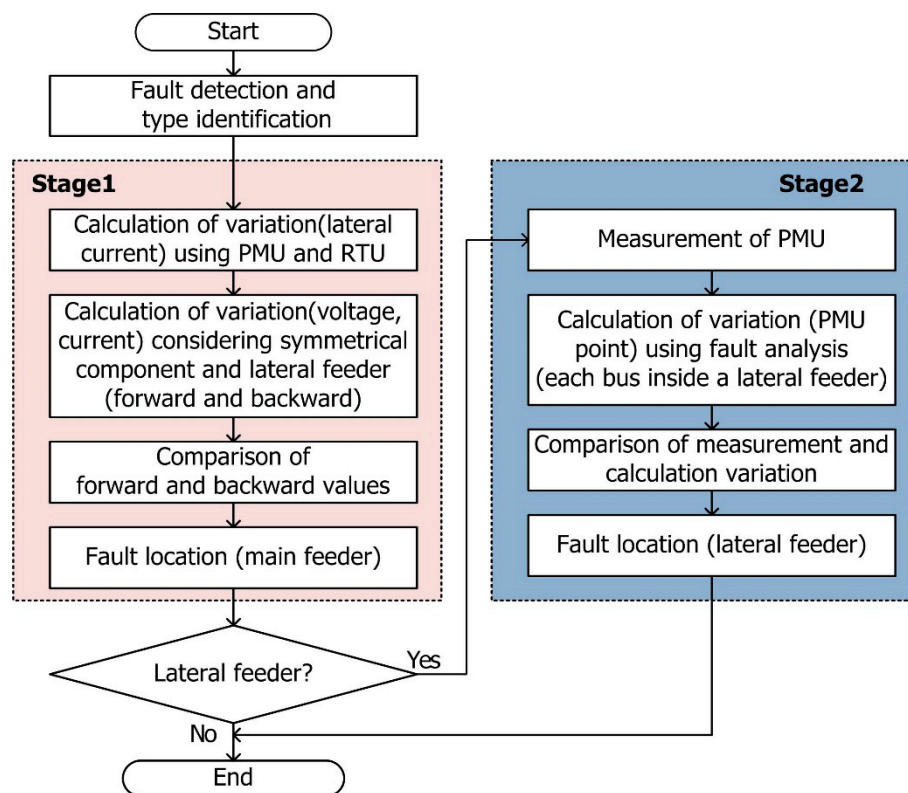 Start
Fault detection and
type identification
Stage1
Calculation of variation(lateral
current) using PMU and RTU
Calculation of variation(voltage,
current) considering symmetrical
component and lateral feeder
(forward and backward)
Comparison of
forward and backward values
Fault location (main feeder)
Lateral feeder?
Yes
No
End
Stage2
Measurement of PMU
Calculation of variation (PMU
point) using fault analysis
(each bus inside a lateral feeder)
Comparison of measurement and
calculation variation
Fault location (lateral feeder)